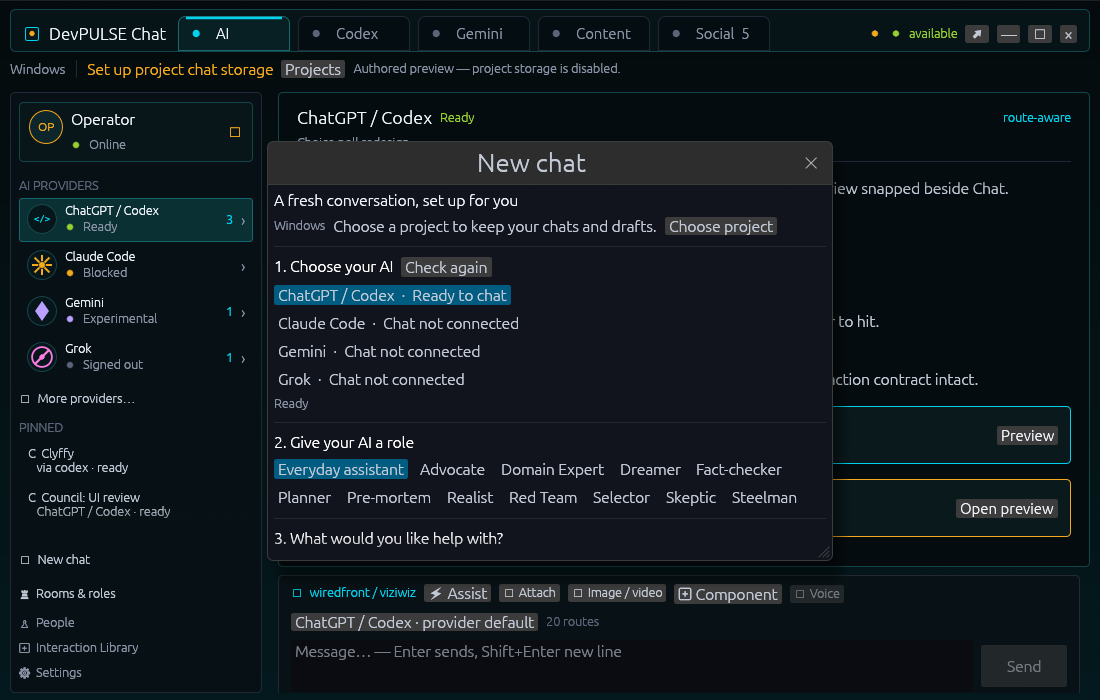 DevPULSE Chat
AI
Codex
Gemini
Content
Social 5
available
Windows
Set up project chat storage
Projects
Authored preview — project storage is disabled.
OP
Operator
Online
AI PROVIDERS
</>
ChatGPT / Codex
Ready
3
Claude Code
Blocked
Gemini
Experimental
1
Grok
Signed out
1
More providers...
PINNED
C Clyffy
via codex · ready
C Council: UI review
ChatGPT / Codex · ready
New chat
Rooms & roles
People
Interaction Library
Settings
ChatGPT / Codex Ready
route-aware
iew snapped beside Chat.
r to hit.
action contract intact.
Preview
Open preview
New chat
A fresh conversation, set up for you
Windows Choose a project to keep your chats and drafts. Choose project
1. Choose your AI Check again
ChatGPT / Codex · Ready to chat
Claude Code · Chat not connected
Gemini · Chat not connected
Grok · Chat not connected
Ready
2. Give your AI a role
Everyday assistant Advocate Domain Expert Dreamer Fact-checker
Planner Pre-mortem Realist Red Team Selector Skeptic Steelman
3. What would you like help with?
wiredfront / viziwiz
Assist
Attach
Image / video
Component
Voice
ChatGPT / Codex · provider default
20 routes
Message... — Enter sends, Shift+Enter new line
Send